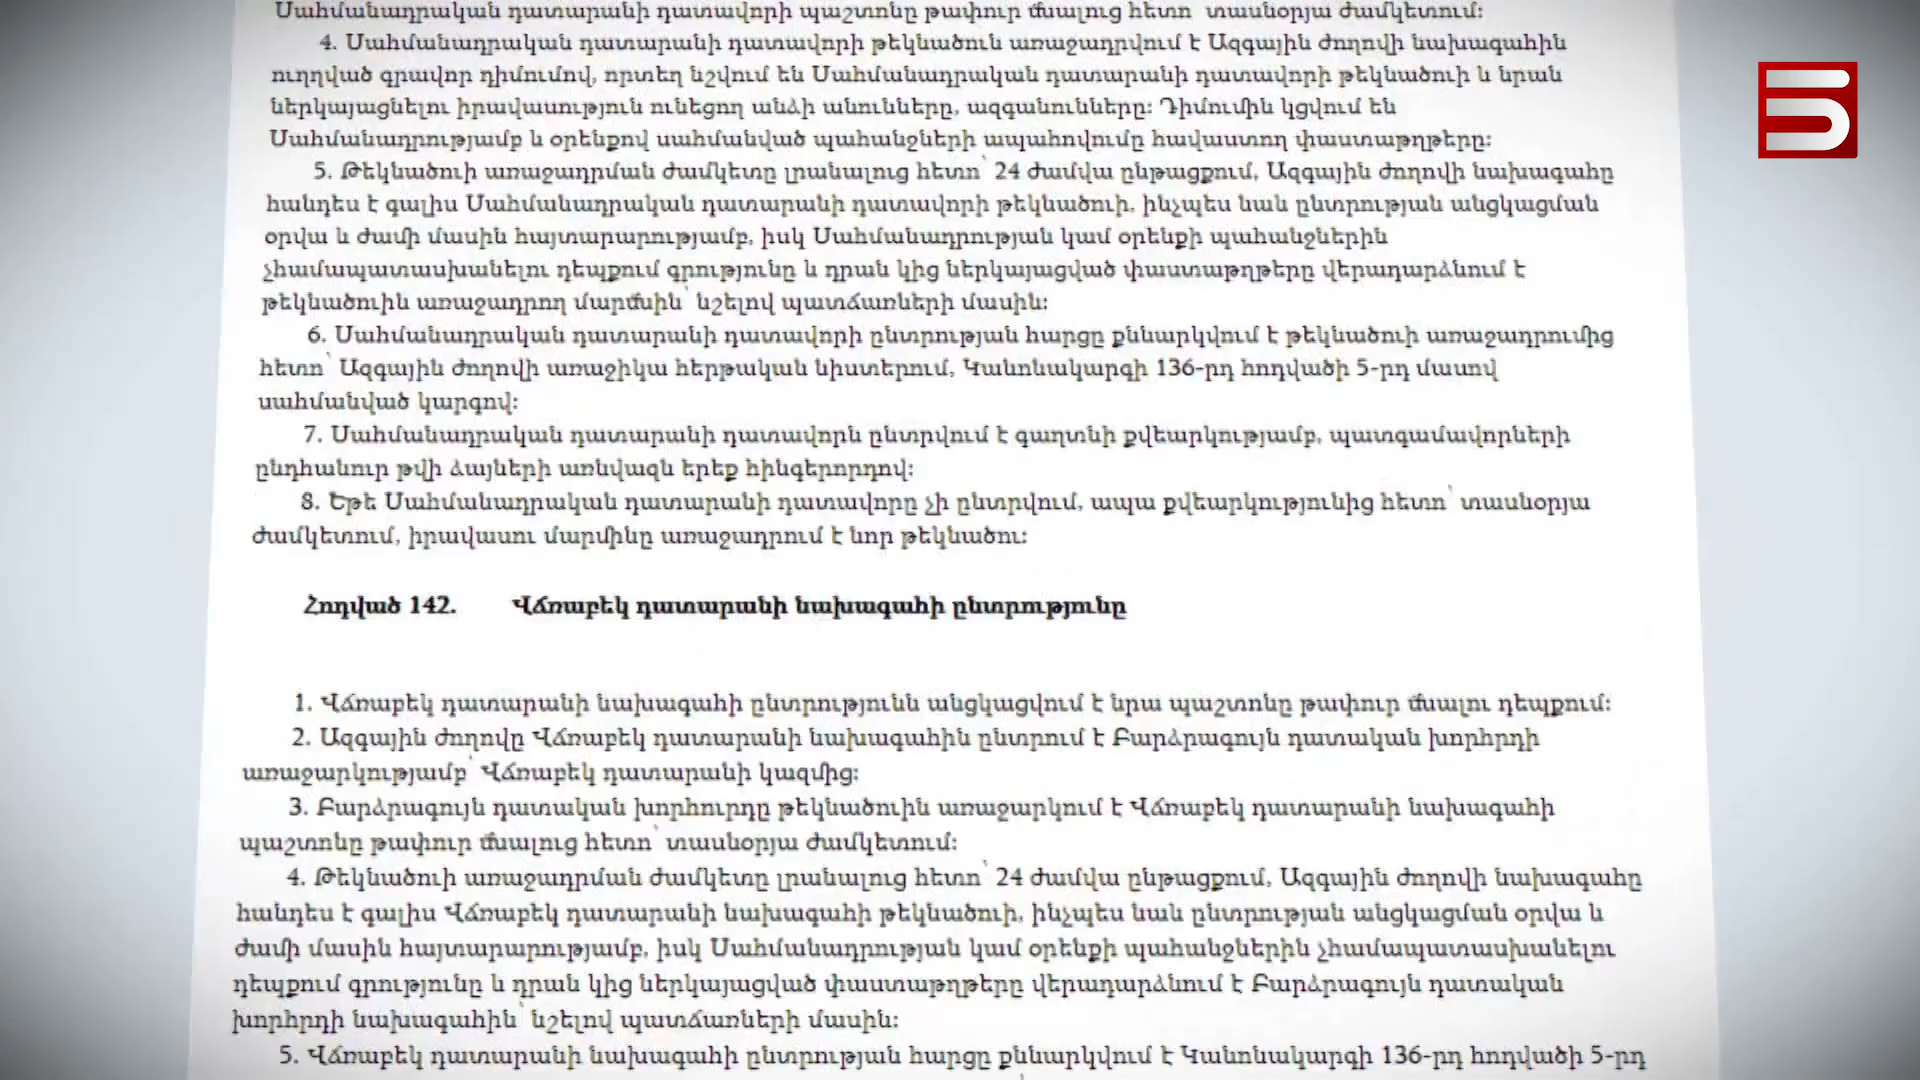 Սահմանադրական դատարանի դատավորի պաշտոնը թափուր մնալուց հետո տասնօրյա ժամկետում:
4. Սահմանադրական դատարանի դատավորի թեկնածուն առաջադրվում է Ազգային ժողովի նախագահին
ուղղված գրավոր դիմումով, որտեղ նշվում են Սահմանադրական դատարանի դատավորի թեկնածուի և նրան
ներկայացնելու իրավասություն ունեցող անձի անունները, ազգանունները: Դիմումին կցվում են
Սահմանադրությամբ և օրենքով սահմանված պահանջների ապահովումը հավաստող փաստաթղթերը:
5. Թեկնածուի առաջադրման ժամկետը լրանալուց հետո՝ 24 ժամվա ընթացքում, Ազգային ժողովի նախագահը
հանդես է գալիս Սահմանադրական դատարանի դատավորի թեկնածուի, ինչպես նաև ընտրության անցկացման
օրվա և ժամի մասին հայտարարությամբ, իսկ Սահմանադրության կամ օրենքի պահանջներին
չհամապատասխանելու դեպքում գրությունը և դրան կից ներկայացված փաստաթղթերը վերադարձնում է
թեկնածուին առաջադրող մարմնին՝ նշելով պատճառների մասին:
6. Սահմանադրական դատարանի դատավորի ընտրության հարցը քննարկվում է թեկնածուի առաջադրումից
հետո՝ Ազգային ժողովի առաջիկա հերթական նիստերում, Կանոնակարգի 136-րդ հոդվածի 5-րդ մասով
սահմանված կարգով:
7. Սահմանադրական դատարանի դատավորն ընտրվում է գաղտնի քվեարկությամբ, պատգամավորների
ընդհանուր թվի ձայների առնվազն երեք հինգերորդով:
8. Եթե Սահմանադրական դատարանի դատավորը չի ընտրվում, ապա քվեարկությունից հետո՝ տասնօրյա
ժամկետում, իրավասու մարմինը առաջադրում է նոր թեկնածու:
Հոդված 142. Վճռաբեկ դատարանի նախագահի ընտրությունը
1. Վճռաբեկ դատարանի նախագահի ընտրությունն անցկացվում է նրա պաշտոնը թափուր մնալու դեպքում:
2. Ազգային ժողովը Վճռաբեկ դատարանի նախագահին ընտրում է Բարձրագույն դատական խորհրդի
առաջարկությամբ՝ Վճռաբեկ դատարանի կազմից:
3. Բարձրագույն դատական խորհուրդը թեկնածուին առաջարկում է Վճռաբեկ դատարանի նախագահի
պաշտոնը թափուր մնալուց հետո՝ տասնօրյա ժամկետում:
4. Թեկնածուի առաջադրման ժամկետը լրանալուց հետո՝ 24 ժամվա ընթացքում, Ազգային ժողովի նախագահը
հանդես է գալիս Վճռաբեկ դատարանի նախագահի թեկնածուի, ինչպես նաև ընտրության անցկացման օրվա և
ժամի մասին հայտարարությամբ, իսկ Սահմանադրության կամ օրենքի պահանջներին չհամապատասխանելու
դեպքում գրությունը և դրան կից ներկայացված փաստաթղթերը վերադարձնում է Բարձրագույն դատական
խորհրդի նախագահին՝ նշելով պատճառների մասին:
5. Վճռաբեկ դատարանի նախագահի ընտրության հարցը քննարկվում է Կանոնակարգի 136-րդ հոդվածի 5-րդ